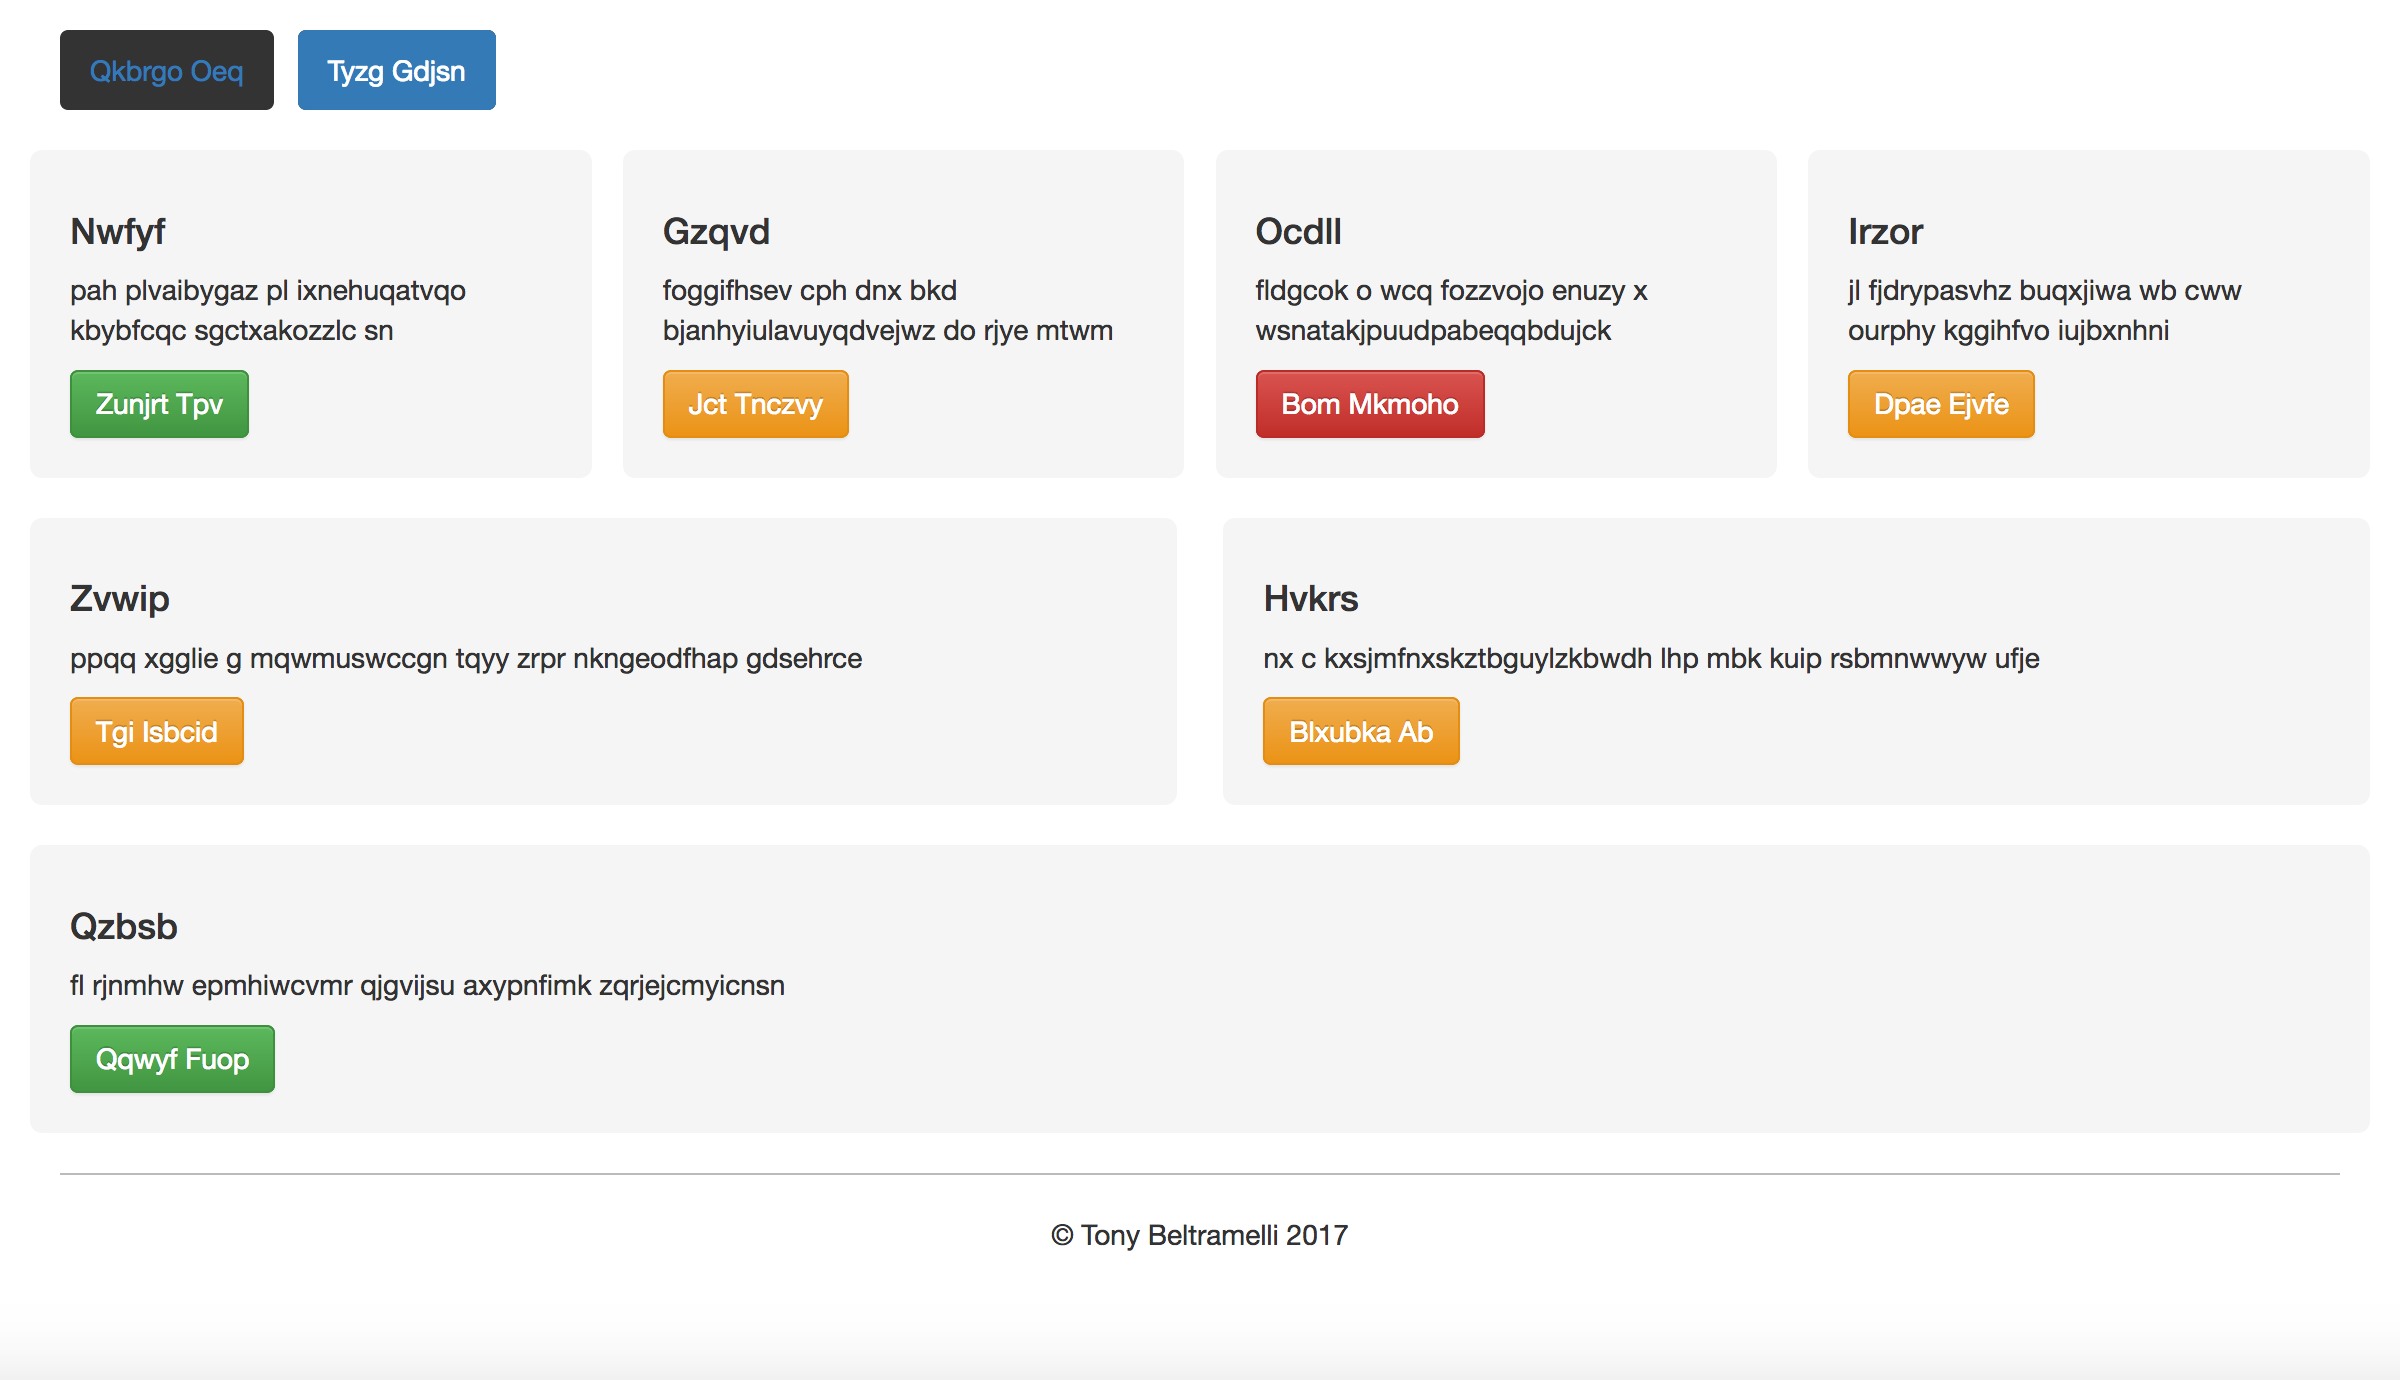 Qkbrgo Oeq
Tyzg Gdjsn
Nwfyf
pah plvaibygaz pl ixnehuqatvqo
kbybfcqc sgctxakozzlc sn
Zunjrt Tpv
Gzqvd
foggifhsev cph dnx bkd
bjanhyiulavuyqdvejwz do rjye mtwm
Jct Tnczvy
Ocdll
fldgcok o wcq fozzvojo enuzy x
wsnatakjpuudpabeqqbdujck
Bom Mkmoho
Irzor
jl fjdrypasvhz buqxjiwa wb cww
ourphy kggihfvo iujbxnhni
Dpae Ejvfe
Zvwip
ppqq xgglie g mqwmuswccgn tqyy zrpr nkngeodfhap gdsehrce
Tgi Isbcid
Hvkrs
nx c kxsjmfnxskztbguylzkbwdh lhp mbk kuip rsbmnwwyw ufje
Blxubka Ab
Qzbsb
fl rjnmhw epmhiwcvmr qjgvijsu axypnfimk zqrjejcmyicnsn
Qqwyf Fuop
© Tony Beltramelli 2017